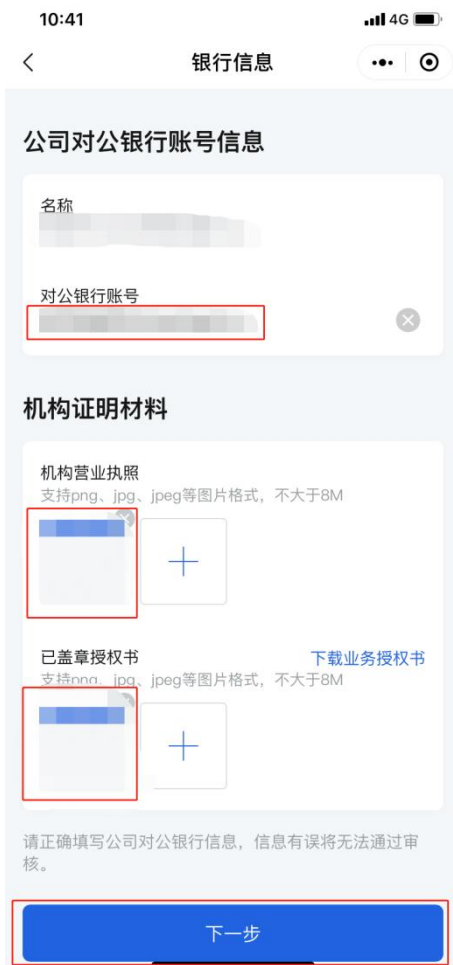 10:41
4G
银行信息
公司对公银行账号信息
名称
对公银行账号
机构证明材料
机构营业执照
支持png、jpg、jpeg等图片格式，不大于8M
已盖章授权书
下载业务授权书
支持png、jpg、jpeg等图片格式，不大于8M
请正确填写公司对公银行信息，信息有误将无法通过审
核。
下一步